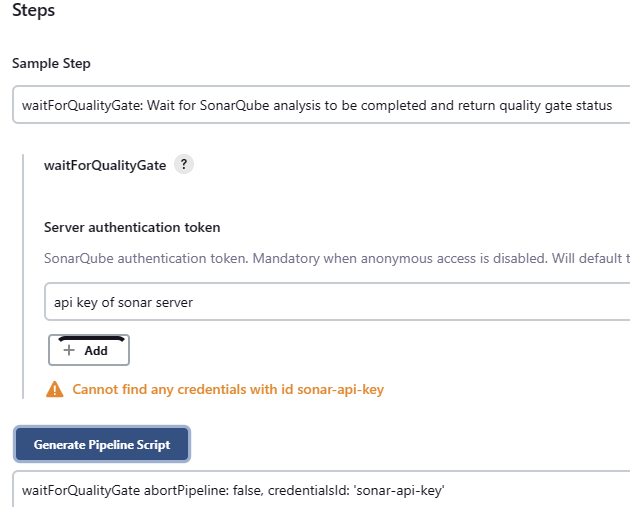 Steps
Sample Step
waitForQualityGate: Wait for SonarQube analysis to be completed and return quality gate status
waitForQualityGate ?
Server authentication token
SonarQube authentication token. Mandatory when anonymous access is disabled. Will default t
api key of sonar server
+ Add
Cannot find any credentials with id sonar-api-key
Generate Pipeline Script
waitForQualityGate abortPipeline: false, credentialsId: 'sonar-api-key'